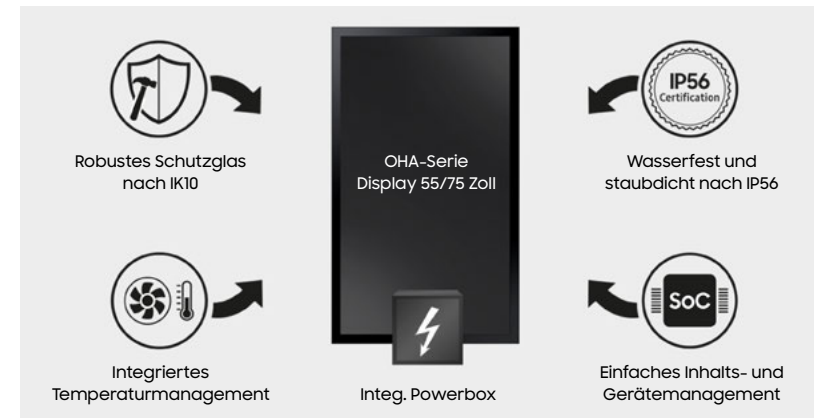 Robustes Schutzglas
nach IK10
OHA-Serie
Display 55/75 Zoll
IP56
Certification
Wasserfest und
staubdicht nach IP56
Integriertes
Temperaturmanagement
Integ. Powerbox
SoC
Einfaches Inhalts- und
Gerätemanagement